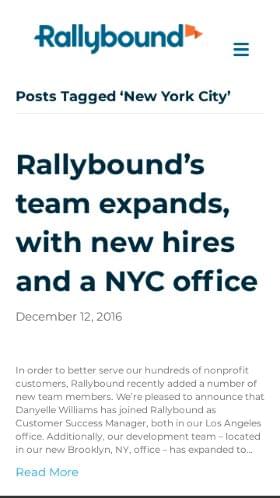 Rallybound
Posts Tagged ‘New York City’
Rallybound’s
team expands,
with new hires
and a NYC office
December 12, 2016
In order to better serve our hundreds of nonprofit
customers, Rallybound recently added a number of
new team members. We’re pleased to announce that
Danyelle Williams has joined Rallybound as
Customer Success Manager, both in our Los Angeles
office. Additionally, our development team – located
in our new Brooklyn, NY, office – has expanded to...
Read More